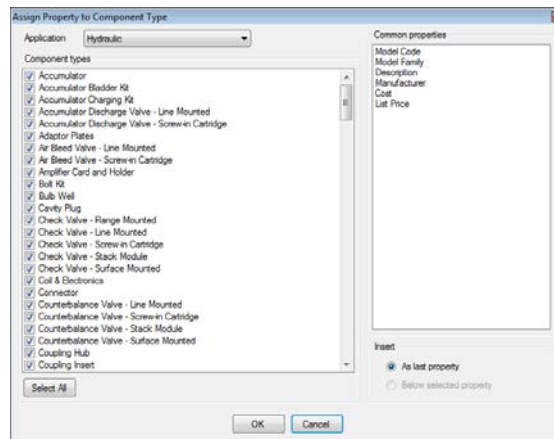 Assign Property to Component Type
Application
Hydraulic
Component types
Accumulator
Accumulator Bladder Kit
Accumulator Charging Kit
Accumulator Discharge Valve - Line Mounted
Accumulator Discharge Valve - Screw-in Cartridge
Adaptor Plates
Air Bleed Valve - Line Mounted
Air Bleed Valve - Screw-in Cartridge
Amplifier Card and Holder
Bolt Kit
Bulb Well
Cavity Plug
Check Valve - Flange Mounted
Check Valve - Line Mounted
Check Valve - Screw-in Cartridge
Check Valve - Stack Module
Check Valve - Surface Mounted
Coil & Electronics
Connector
Counterbalance Valve - Line Mounted
Counterbalance Valve - Screw-in Cartridge
Counterbalance Valve - Stack Module
Counterbalance Valve - Surface Mounted
Coupling Hub
Coupling Insert
Select All
Common properties
Model Code
Model Family
Description
Manufacturer
Cost
List Price
Insert
As last property
Below selected property
OK
Cancel